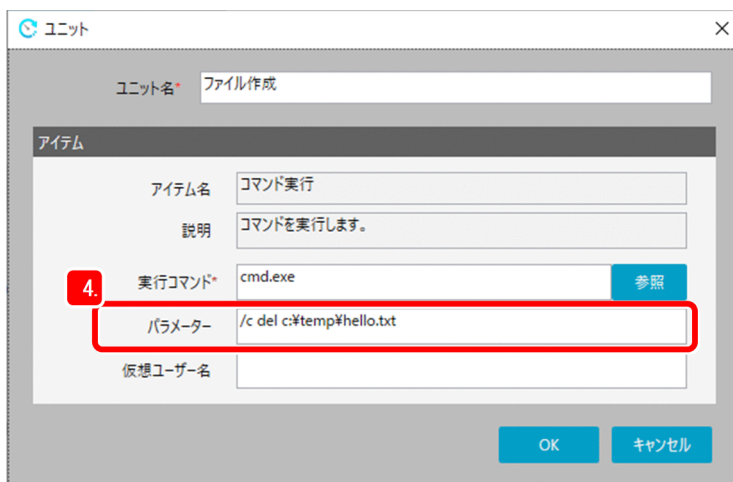 ユニット
ユニット名* ファイル作成
アイテム
アイテム名 コマンド実行
説明 コマンドを実行します。
4.
実行コマンド* cmd.exe 参照
パラメーター /c del c:¥temp¥hello.txt
仮想ユーザー名
OK キャンセル